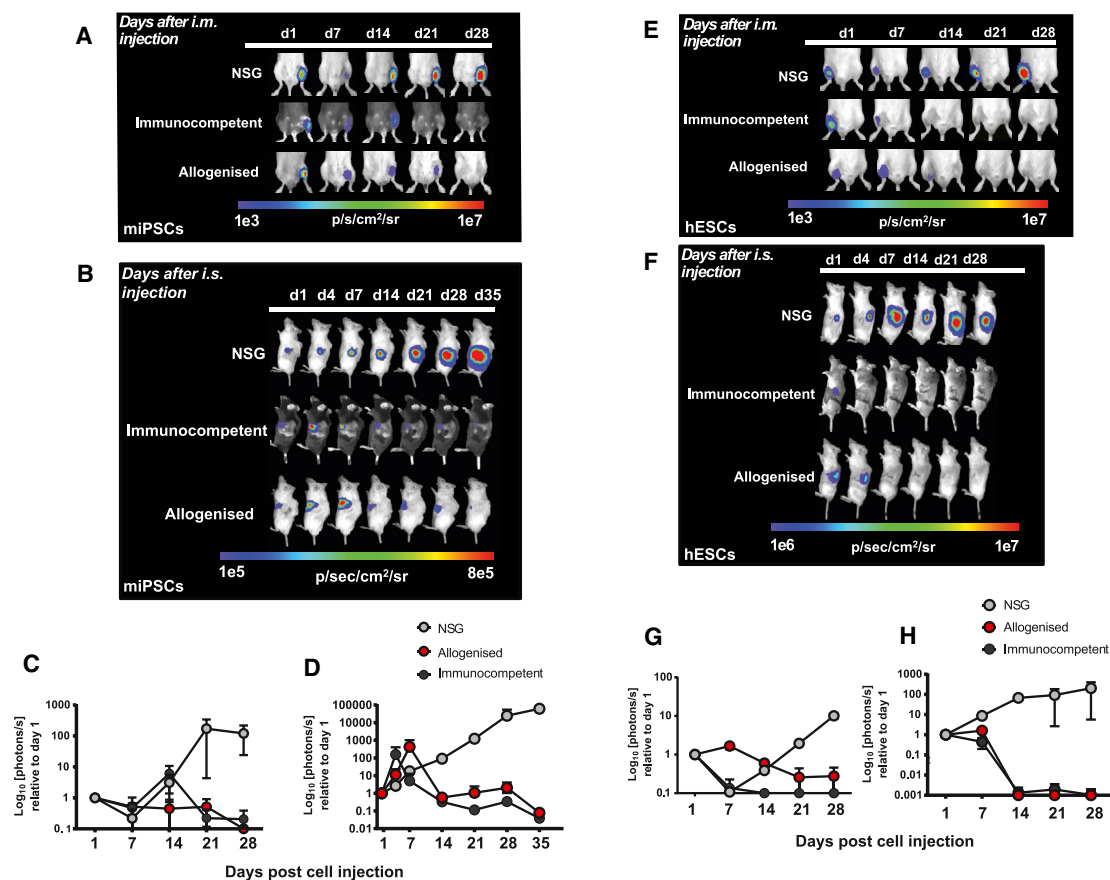 A
Days after i.m.
injection
d1 d7 d14 d21 d28
NSG
Immunocompetent
Allogenised
1e3 p/s/cm²/sr 1e7
miPSCs
B
Days after i.s.
injection
d1 d4 d7 d14 d21 d28 d35
NSG
Immunocompetent
Allogenised
1e5 p/sec/cm²/sr 8e5
miPSCs
NSG
Allogenised
Immunocompetent
C
Log₁₀ [photons/s]
relative to day 1
1000
100
10
1
0.1
1 7 14 21 28
D
Log₁₀ [photons/s]
relative to day 1
100000
10000
1000
100
10
1
0.1
0.01
1 7 14 21 28 35
Days post cell injection
E
Days after i.m.
injection
d1 d7 d14 d21 d28
NSG
Immunocompetent
Allogenised
1e3 p/s/cm²/sr 1e7
hESCs
F
Days after i.s.
injection
d1 d4 d7 d14 d21 d28
NSG
Immunocompetent
Allogenised
1e6 p/sec/cm²/sr 1e7
hESCs
NSG
Allogenised
Immunocompetent
G
Log₁₀ [photons/s]
relative to day 1
100
10
1
0.1
1 7 14 21 28
H
Log₁₀ [photons/s]
relative to day 1
1000
100
10
1
0.1
0.01
0.001
1 7 14 21 28
Days post cell injection